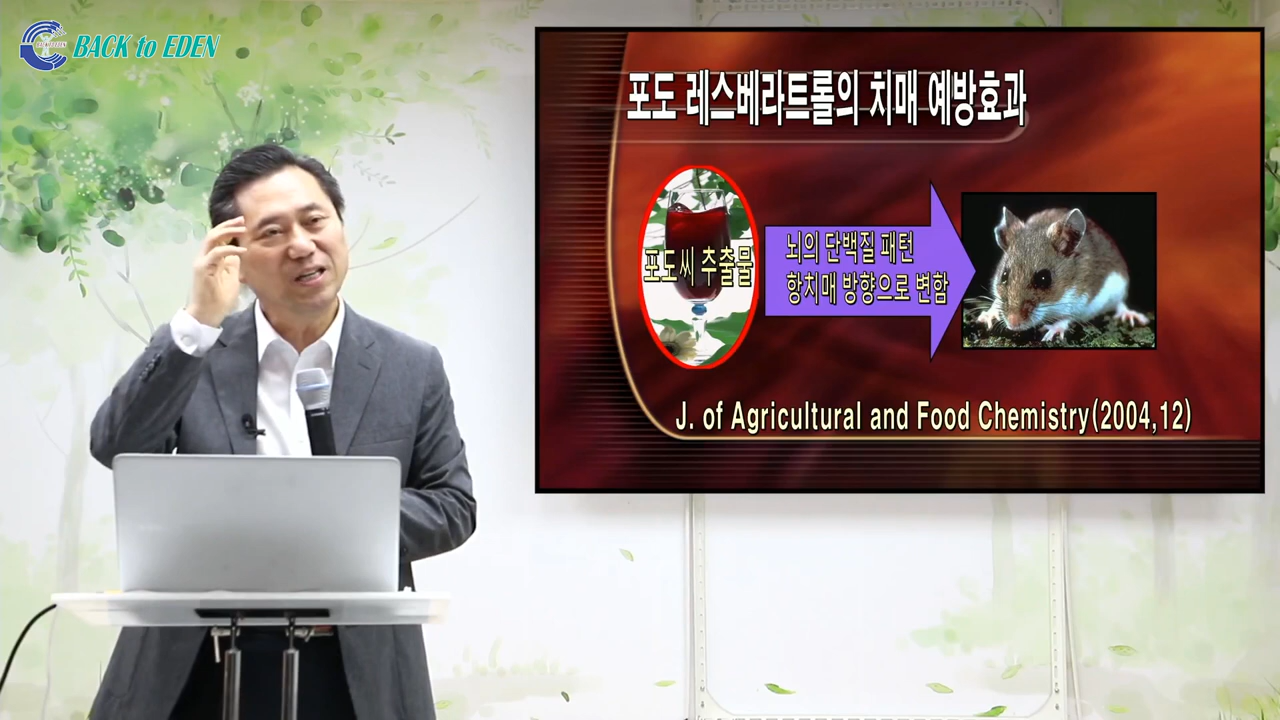 BACK to EDEN
포도 레스베라트롤의 치매 예방효과
포도씨 추출물
뇌의 단백질 패턴
항치매 방향으로 변함
J. of Agricultural and Food Chemistry(2004,12)